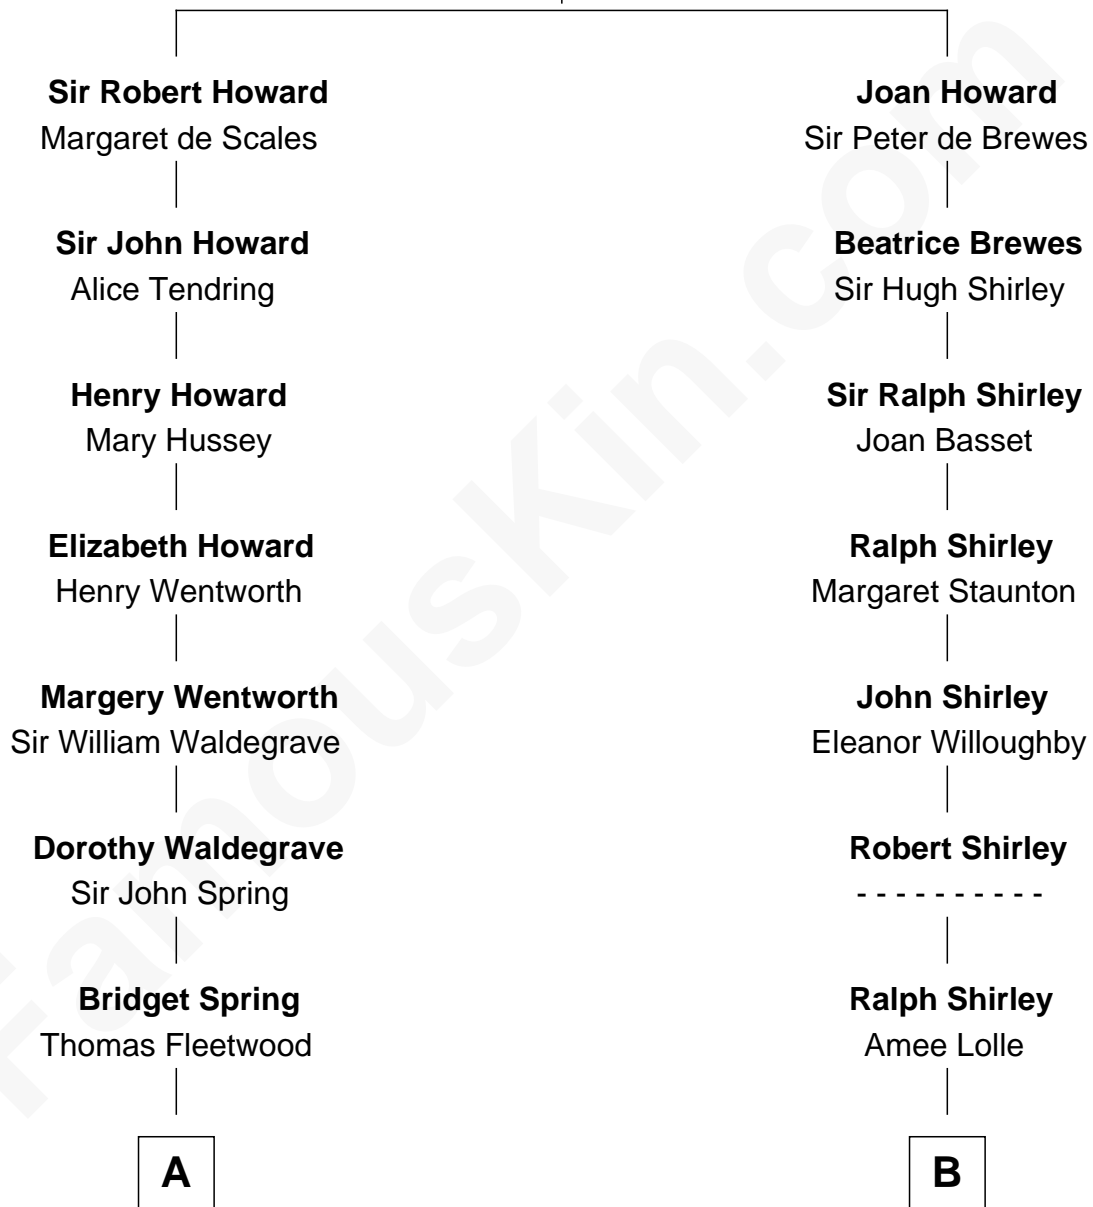 Sir Robert Howard
Margaret de Scales
Sir John Howard
Alice Tendring
Henry Howard
Mary Hussey
Elizabeth Howard
Henry Wentworth
Margery Wentworth
Sir William Waldegrave
Dorothy Waldegrave
Sir John Spring
Bridget Spring
Thomas Fleetwood
A
Joan Howard
Sir Peter de Brewes
Beatrice Brewes
Sir Hugh Shirley
Sir Ralph Shirley
Joan Basset
Ralph Shirley
Margaret Staunton
John Shirley
Eleanor Willoughby
Robert Shirley
- - - - - - - - - -
Ralph Shirley
Amee Lolle
B
FamousKin.com